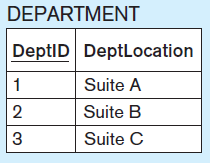 DEPARTMENT
DeptID DeptLocation
1 Suite A
2 Suite B
3 Suite C